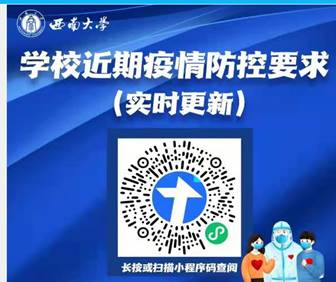 西南大学
学校近期疫情防控要求
(实时更新)
长按或扫描小程序码查阅